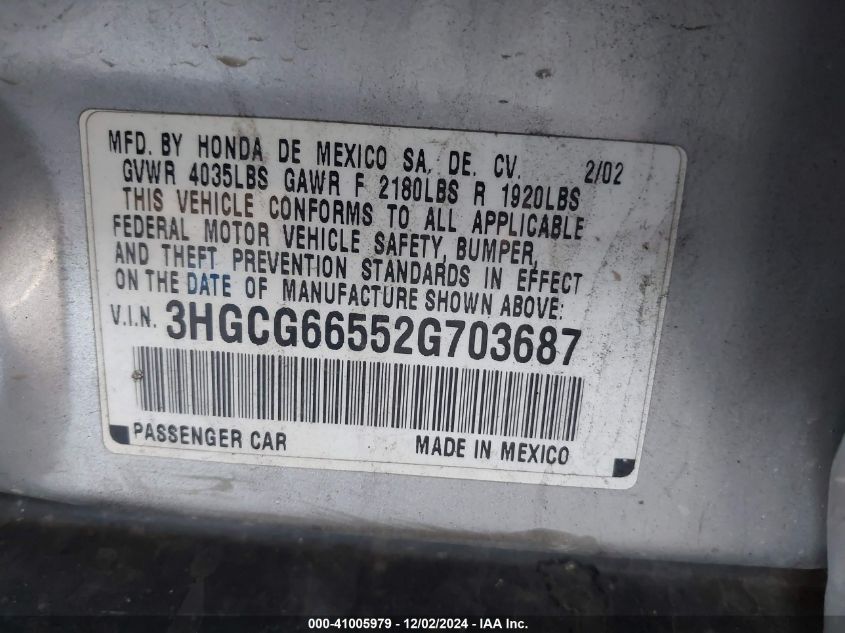 MFD. BY HONDA DE MEXICO SA. DE. CV. 2/02
GVWR 4035LBS GAWR F 2180LBS R 1920LBS
THIS VEHICLE CONFORMS TO ALL APPLICABLE
FEDERAL MOTOR VEHICLE SAFETY, BUMPER,
AND THEFT PREVENTION STANDARDS IN EFFECT
ON THE DATE OF MANUFACTURE SHOWN ABOVE:
V.I.N. 3HGCG66552G703687
PASSENGER CAR MADE IN MEXICO
000-41005979 - 12/02/2024 - IAA Inc.